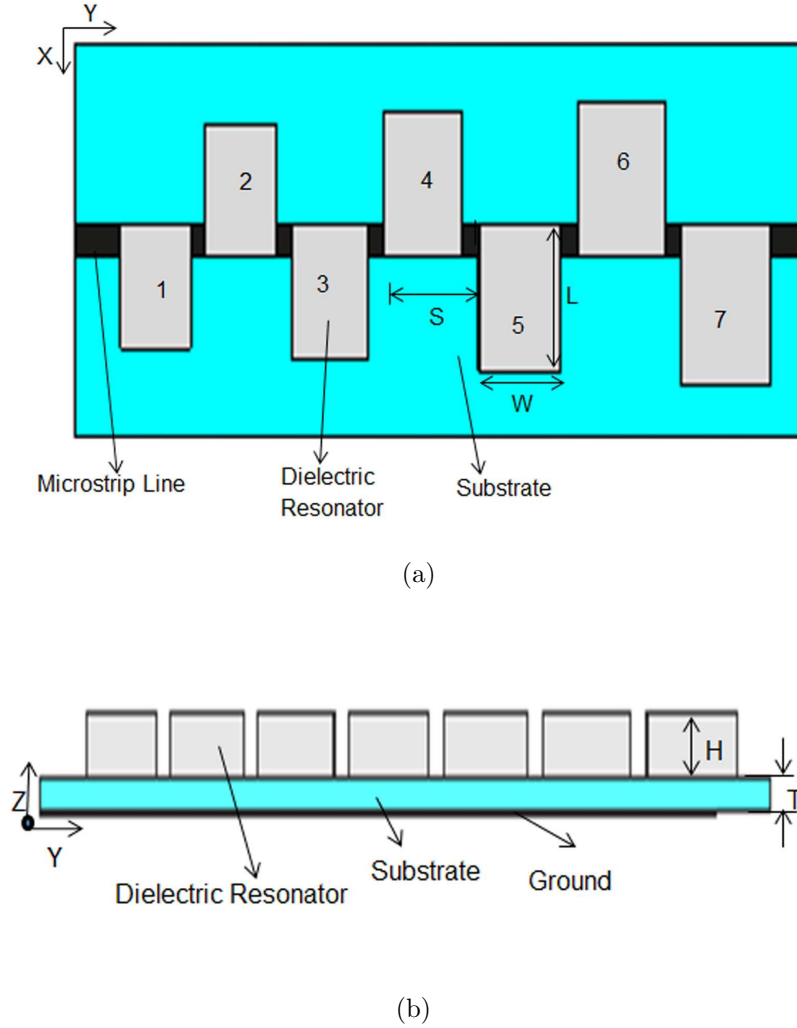 Y
X
6
4
2
1
3
L
S
5
7
W
Microstrip Line
Dielectric
Resonator
Substrate
(a)
H
Z
T
Y
Substrate
Ground
Dielectric Resonator
(b)